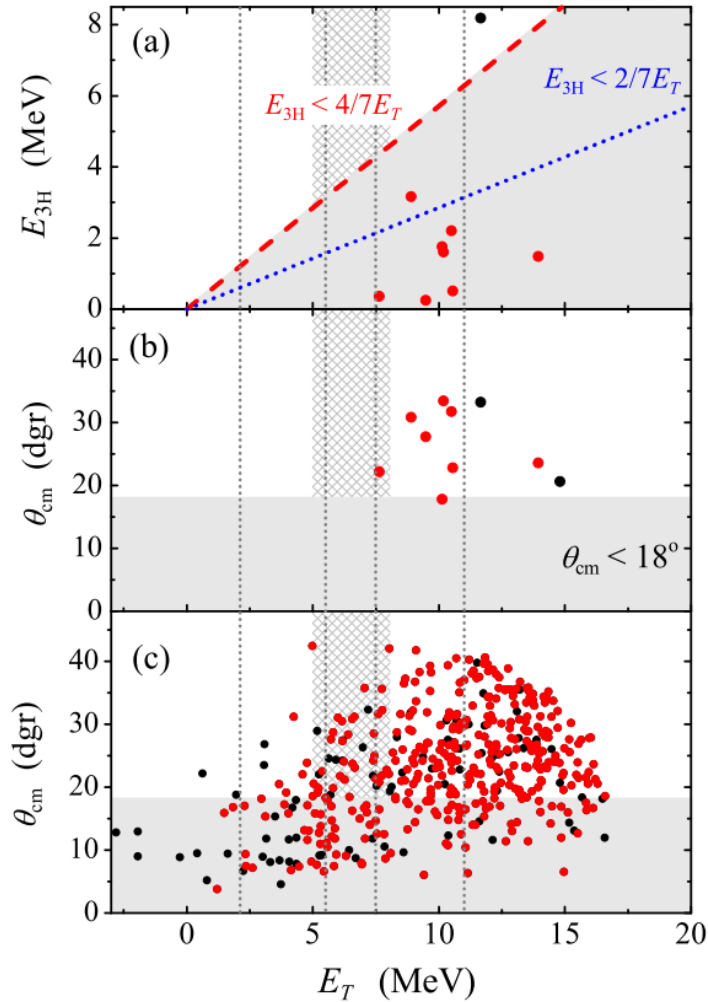 (a)
8
6
4
2
0
E3H (MeV)
E3H < 4/7ET
E3H < 2/7ET
(b)
40
30
20
10
0
θcm (dgr)
θcm < 18°
(c)
40
30
20
10
0
θcm (dgr)
0 5 10 15 20
ET (MeV)